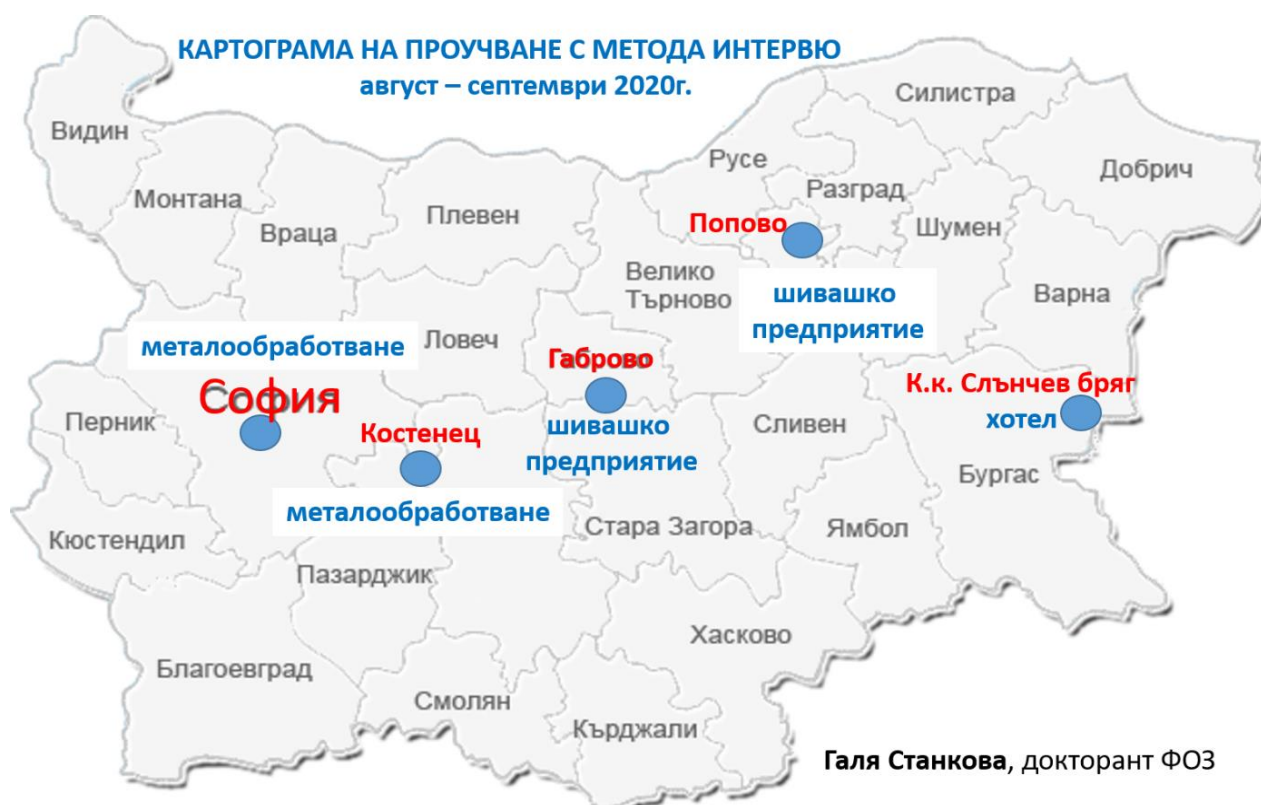 КАРТОГРАМА НА ПРОУЧВАНЕ С МЕТОДА ИНТЕРВЮ
август – септември 2020г.
Силистра
Видин
Добрич
Русе
Монтана
Разград
Плевен
Попово
Шумен
Враца
Велико
Търново
шивашко
предприятие
Варна
металообработване
Ловеч
Габрово
София
К.к. Слънчев бряг
хотел
Перник
Костенец
шивашко
предприятие
Сливен
Бургас
металообработване
Стара Загора
Ямбол
Кюстендил
Пазарджик
Хасково
Благоевград
Смолян
Кърджали
Галя Станкова, докторант ФОЗ